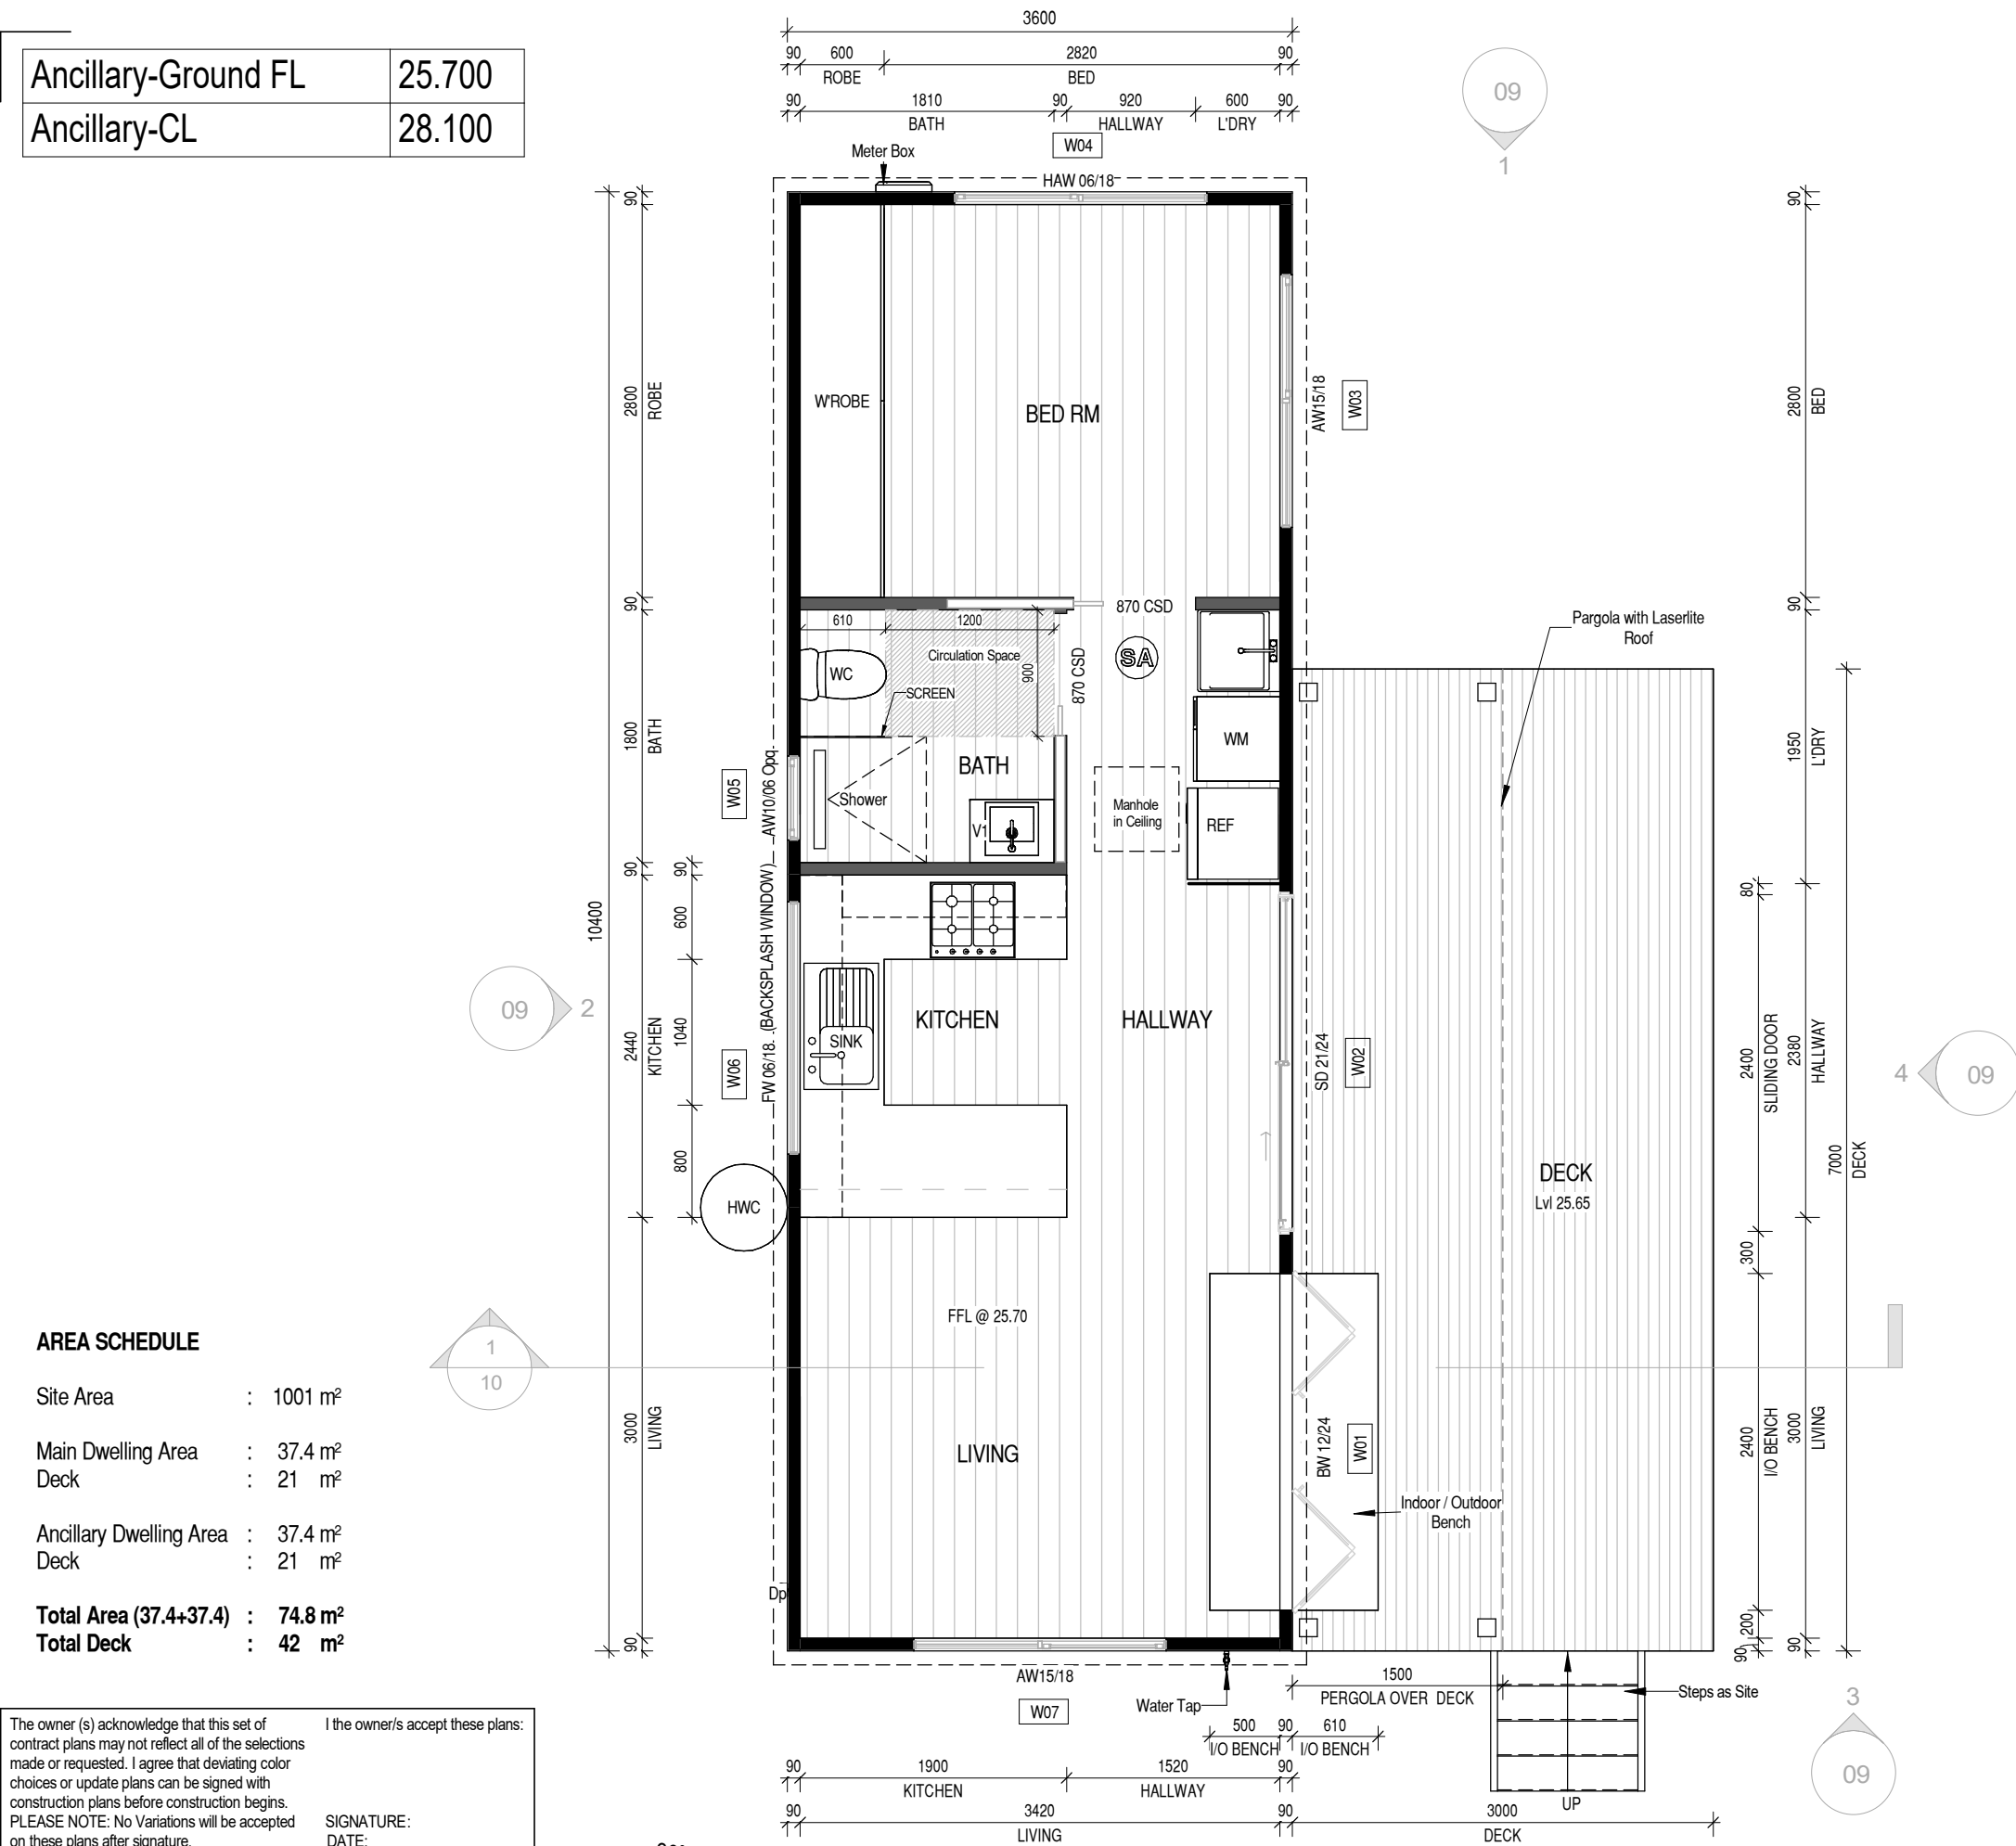 Ancillary-Ground FL 25.700
Ancillary-CL 28.100
3600
90 600 2820 90
ROBE BED
90 1810 90 920 600 90
BATH HALLWAY L'DRY
W04
Meter Box
HAW 06/18
09
1
90
2800
ROBE
90
1800
BATH
90
2440
KITCHEN
3000
LIVING
90
10400
90
600
1040
800
W'ROBE
BED RM
AW15/18
W03
90
2800
BED
90
1950
L'DRY
2380
HALLWAY
3000
LIVING
90
870 CSD
610 1200
Circulation Space
900
870 CSD
SA
WC
SCREEN
BATH
WM
Shower
V1
Manhole
in Ceiling
REF
W05
AW10/06 Opq.
Pargola with Laserlite
Roof
FW 06/18. (BACKSPLASH WINDOW)
W06
09
2
SINK
KITCHEN
HALLWAY
SD 21/24
W02
80
2400
SLIDING DOOR
300
2400
I/O BENCH
200
90
7000
DECK
4
09
DECK
Lvl 25.65
HWC
FFL @ 25.70
1
10
LIVING
BW 12/24
W01
Indoor / Outdoor
Bench
Dp
AREA SCHEDULE
Site Area : 1001 m²
Main Dwelling Area : 37.4 m²
Deck : 21 m²
Ancillary Dwelling Area : 37.4 m²
Deck : 21 m²
Total Area (37.4+37.4) : 74.8 m²
Total Deck : 42 m²
AW15/18
W07
Water Tap
1500
PERGOLA OVER DECK
Steps as Site
UP
3
09
500 90 610
I/O BENCH I/O BENCH
90 1900 1520 90
KITCHEN HALLWAY
90 3420 90 3000
LIVING DECK
The owner (s) acknowledge that this set of
contract plans may not reflect all of the selections
made or requested. I agree that deviating color
choices or update plans can be signed with
construction plans before construction begins.
PLEASE NOTE: No Variations will be accepted
on these plans after signature.
I the owner/s accept these plans:
SIGNATURE:
DATE: